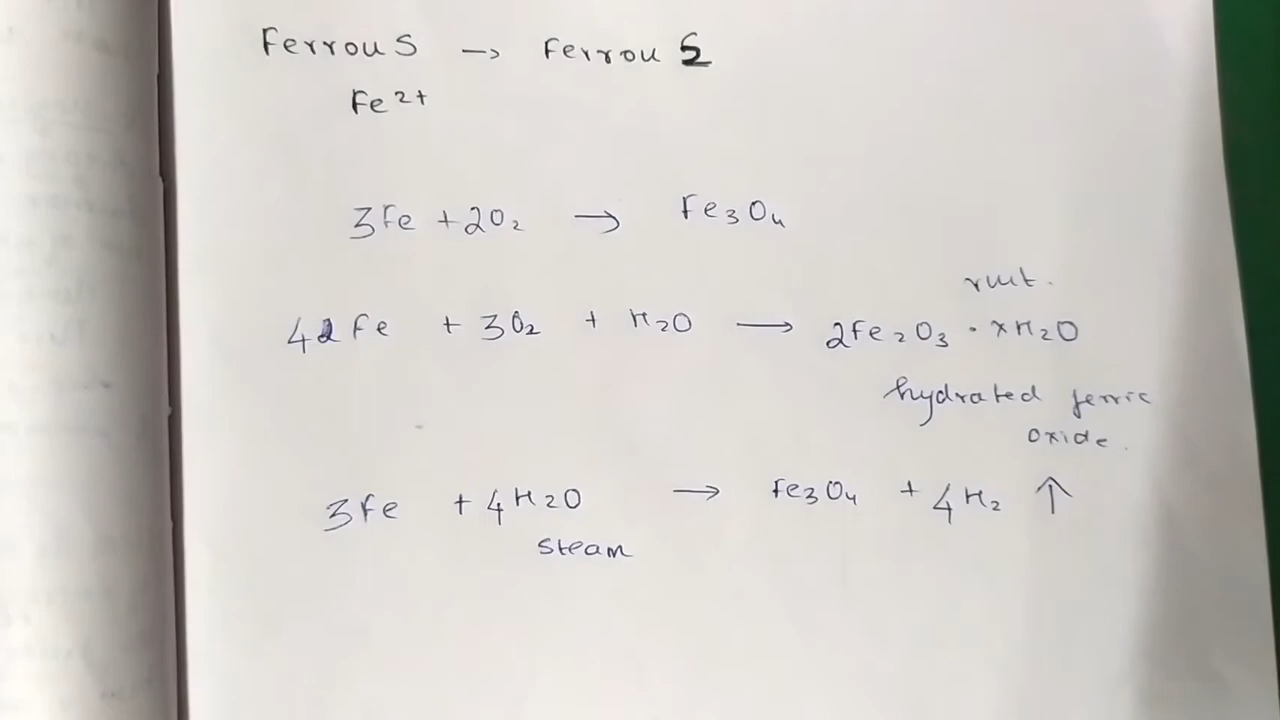 Ferrous → Ferrou S
Fe²⁺
3Fe + 2O₂ → Fe₃O₄
rust.
4Fe + 3O₂ + H₂O → 2Fe₂O₃ · xH₂O
hydrated ferric
oxide.
3Fe + 4H₂O → Fe₃O₄ + 4H₂ ↑
steam